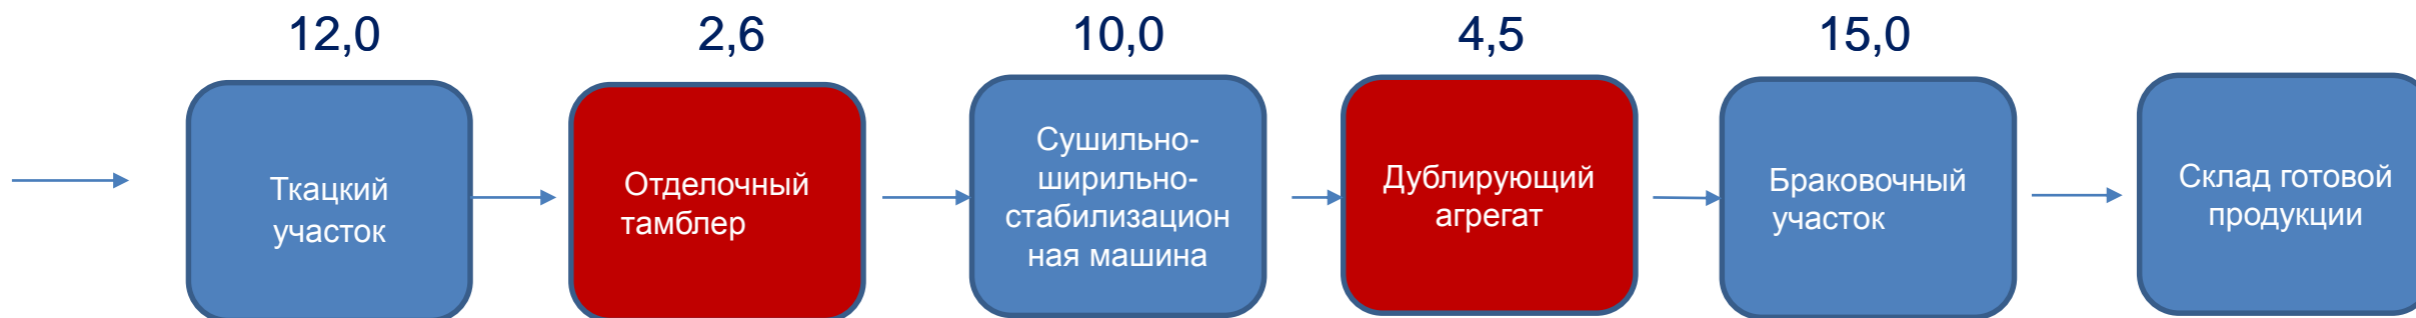 12,0
2,6
10,0
4,5
15,0
Ткацкий
участок
Отделочный
тамблер
Сушильно-
ширильно-
стабилизацион
ная машина
Дублирующий
агрегат
Браковочный
участок
Склад готовой
продукции